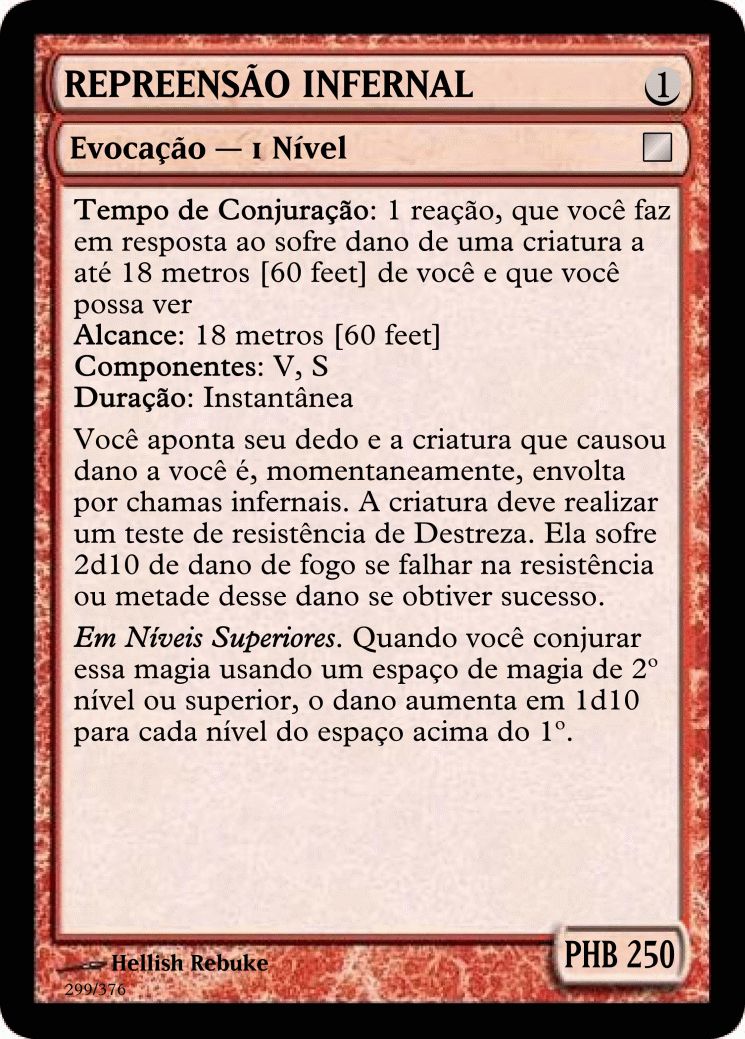 REPREENSÃO INFERNAL
1
Evocação — 1 Nível
Tempo de Conjuração: 1 reação, que você faz
em resposta ao sofre dano de uma criatura a
até 18 metros [60 feet] de você e que você
possa ver
Alcance: 18 metros [60 feet]
Componentes: V, S
Duração: Instantânea
Você aponta seu dedo e a criatura que causou
dano a você é, momentaneamente, envolta
por chamas infernais. A criatura deve realizar
um teste de resistência de Destreza. Ela sofre
2d10 de dano de fogo se falhar na resistência
ou metade desse dano se obtiver sucesso.
Em Níveis Superiores. Quando você conjurar
essa magia usando um espaço de magia de 2º
nível ou superior, o dano aumenta em 1d10
para cada nível do espaço acima do 1º.
PHB 250
Hellish Rebuke
299/376